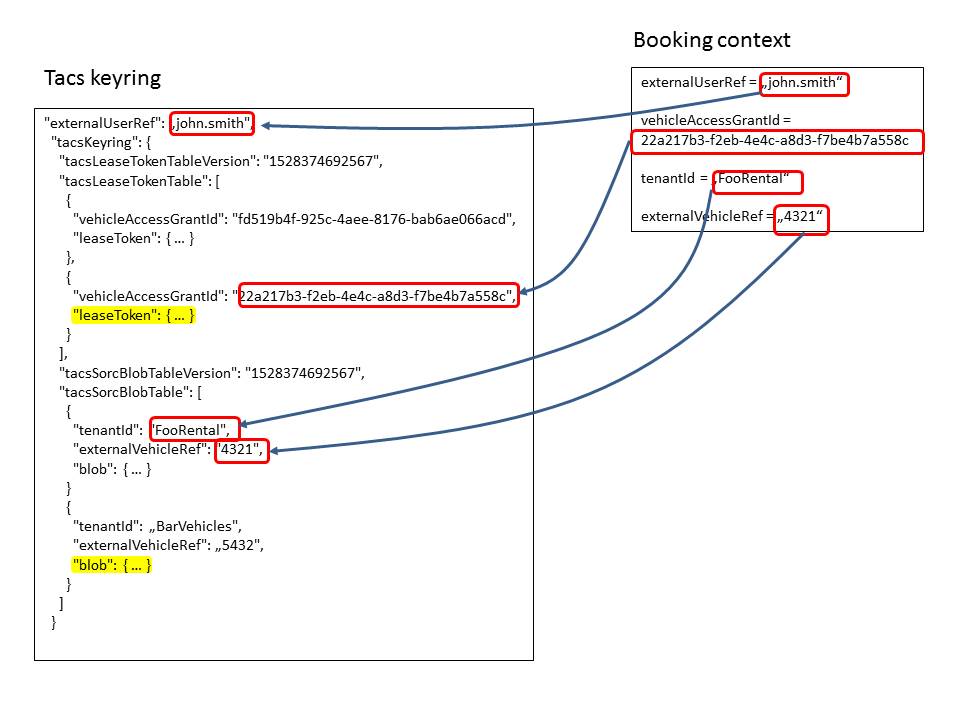 Booking context
externalUserRef = „john.smith“
vehicleAccessGrantId =
22a217b3-f2eb-4e4c-a8d3-f7be4b7a558c
tenantId = „FooRental“
externalVehicleRef = „4321“
Tacs keyring
"externalUserRef": „john.smith",
"tacsKeyring": {
"tacsLeaseTokenTableVersion": "1528374692567",
"tacsLeaseTokenTable": [
{
"vehicleAccessGrantId": "fd519b4f-925c-4aee-8176-bab6ae066acd",
"leaseToken": { … }
},
{
"vehicleAccessGrantId": "22a217b3-f2eb-4e4c-a8d3-f7be4b7a558c",
"leaseToken": { … }
}
],
"tacsSorcBlobTableVersion": "1528374692567",
"tacsSorcBlobTable": [
{
"tenantId": "FooRental",
"externalVehicleRef": "4321",
"blob": { … }
}
{
"tenantId": „BarVehicles",
"externalVehicleRef": „5432",
"blob": { … }
}
]
}